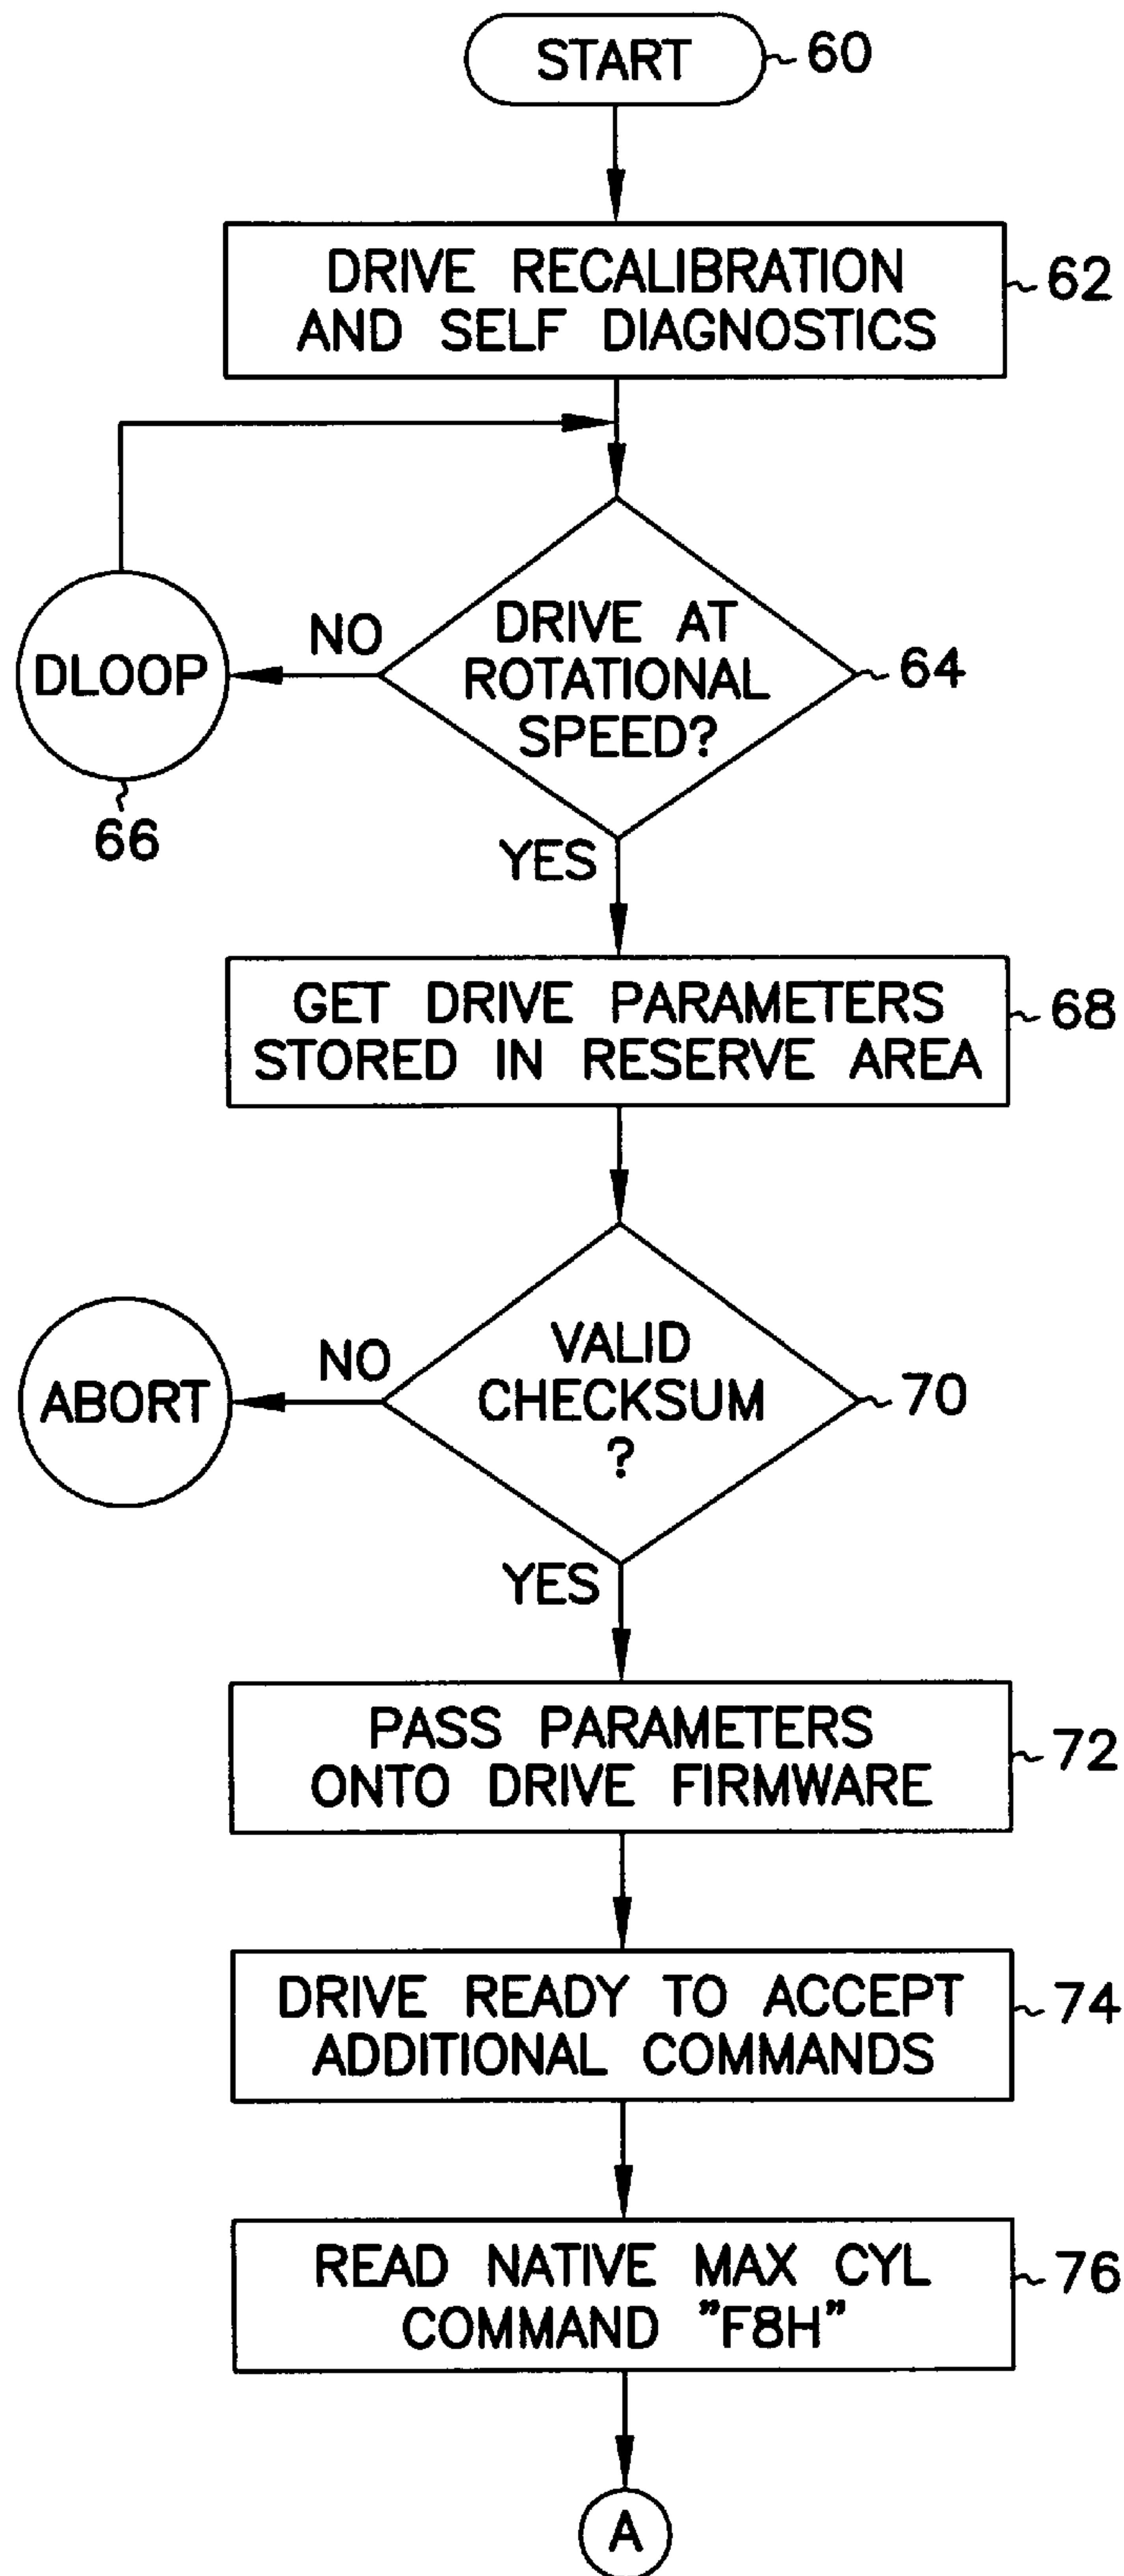 START
60
DRIVE RECALIBRATION
AND SELF DIAGNOSTICS
62
DRIVE AT
ROTATIONAL
SPEED?
64
NO
DLOOP
66
YES
GET DRIVE PARAMETERS
STORED IN RESERVE AREA
68
VALID
CHECKSUM
?
70
NO
ABORT
YES
PASS PARAMETERS
ONTO DRIVE FIRMWARE
72
DRIVE READY TO ACCEPT
ADDITIONAL COMMANDS
74
READ NATIVE MAX CYL
COMMAND ”F8H”
76
A